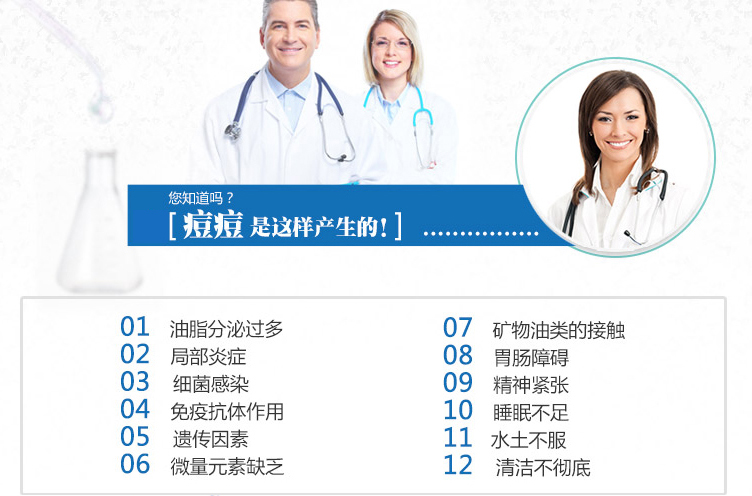 您知道吗？
[ 痘痘是这样产生的! ] ................
01 油脂分泌过多
02 局部炎症
03 细菌感染
04 免疫抗体作用
05 遗传因素
06 微量元素缺乏
07 矿物油类的接触
08 胃肠障碍
09 精神紧张
10 睡眠不足
11 水土不服
12 清洁不彻底